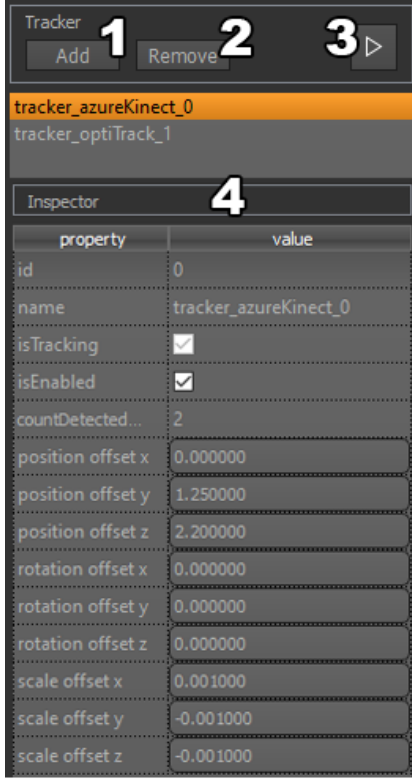 Tracker
Add 1 Remove 2 3
tracker_azureKinect_0
tracker_optiTrack_1
Inspector 4
property value
id 0
name tracker_azureKinect_0
isTracking
isEnabled
countDetected... 2
position offset x 0.000000
position offset y 1.250000
position offset z 2.200000
rotation offset x 0.000000
rotation offset y 0.000000
rotation offset z 0.000000
scale offset x 0.001000
scale offset y -0.001000
scale offset z -0.001000